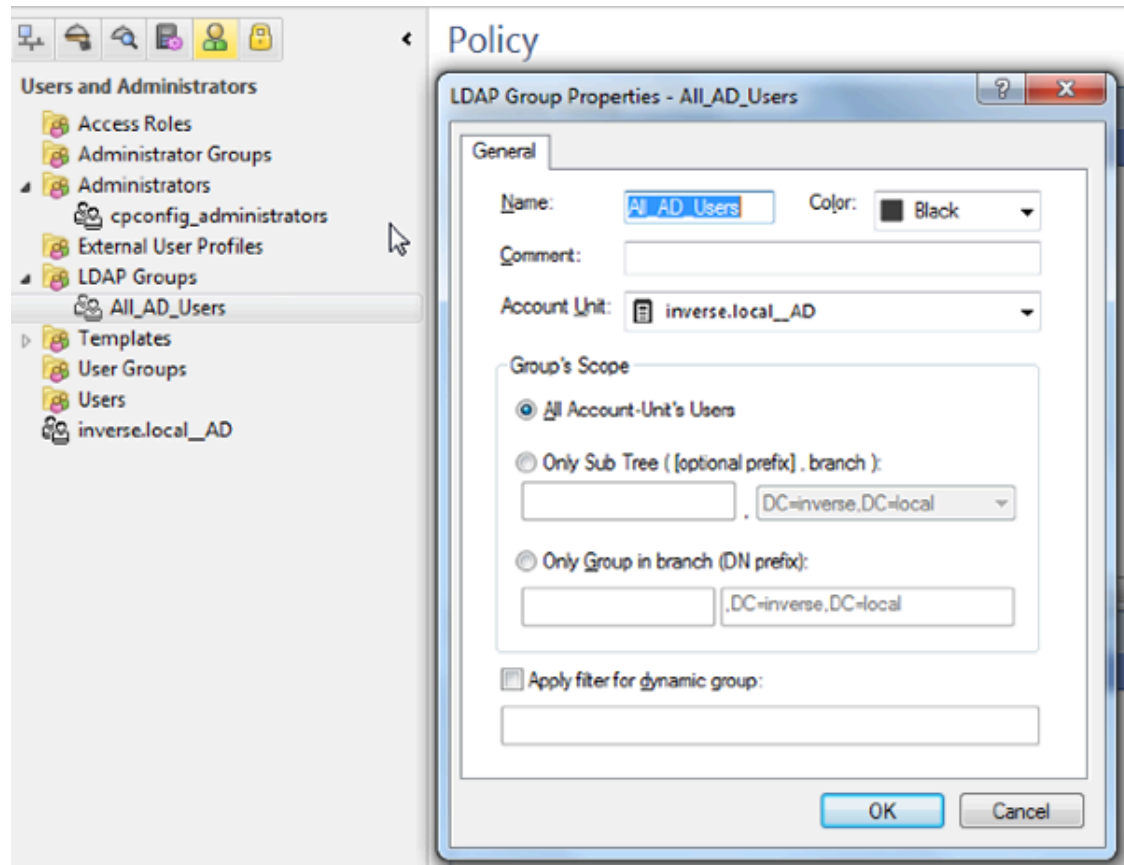 Policy
Users and Administrators
Access Roles
Administrator Groups
Administrators
cpconfig_administrators
External User Profiles
LDAP Groups
All_AD_Users
Templates
User Groups
Users
inverse.local__AD
LDAP Group Properties - All_AD_Users
General
Name: All_AD_Users Color: Black
Comment:
Account Unit: inverse.local__AD
Group's Scope
All Account-Unit's Users
Only Sub Tree ( [optional prefix] , branch ):
, DC=inverse,DC=local
Only Group in branch (DN prefix):
,DC=inverse,DC=local
Apply filter for dynamic group:
OK Cancel